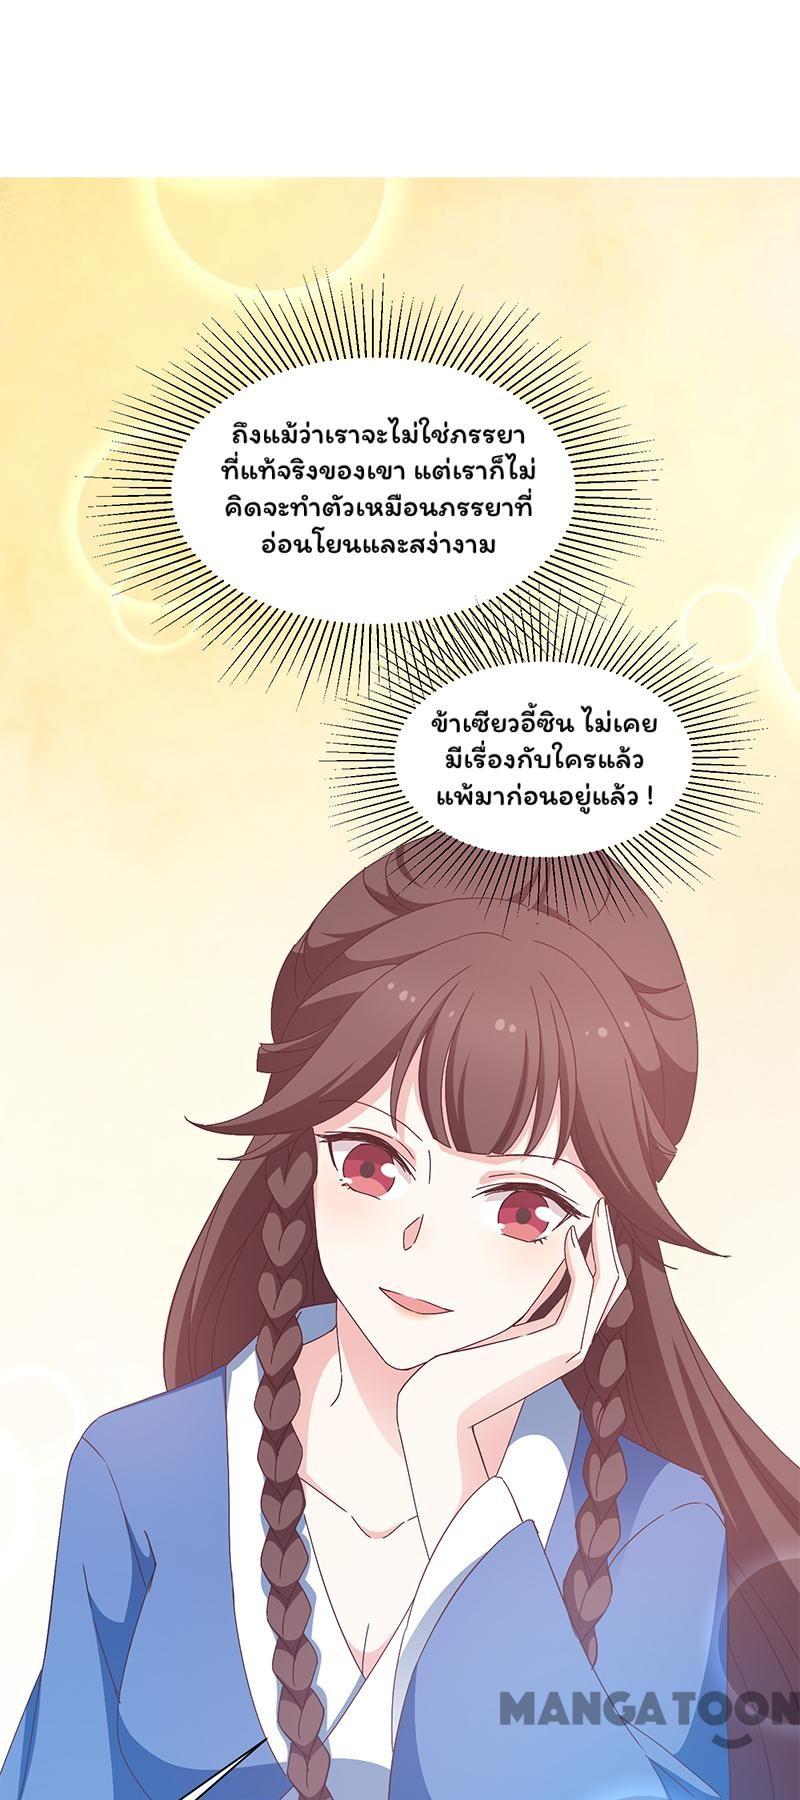 ถึงแม้ว่าเราจะไม่ใช่ภรรยา
ที่แท้จริงของเขา แต่เราก็ไม่
คิดจะทำตัวเหมือนภรรยาที่
อ่อนโยนและสง่างาม
ข้าเซียวอี้ซิน ไม่เคย
มีเรื่องกับใครแล้ว
แพ้มาก่อนอยู่แล้ว !
MANGA TOON